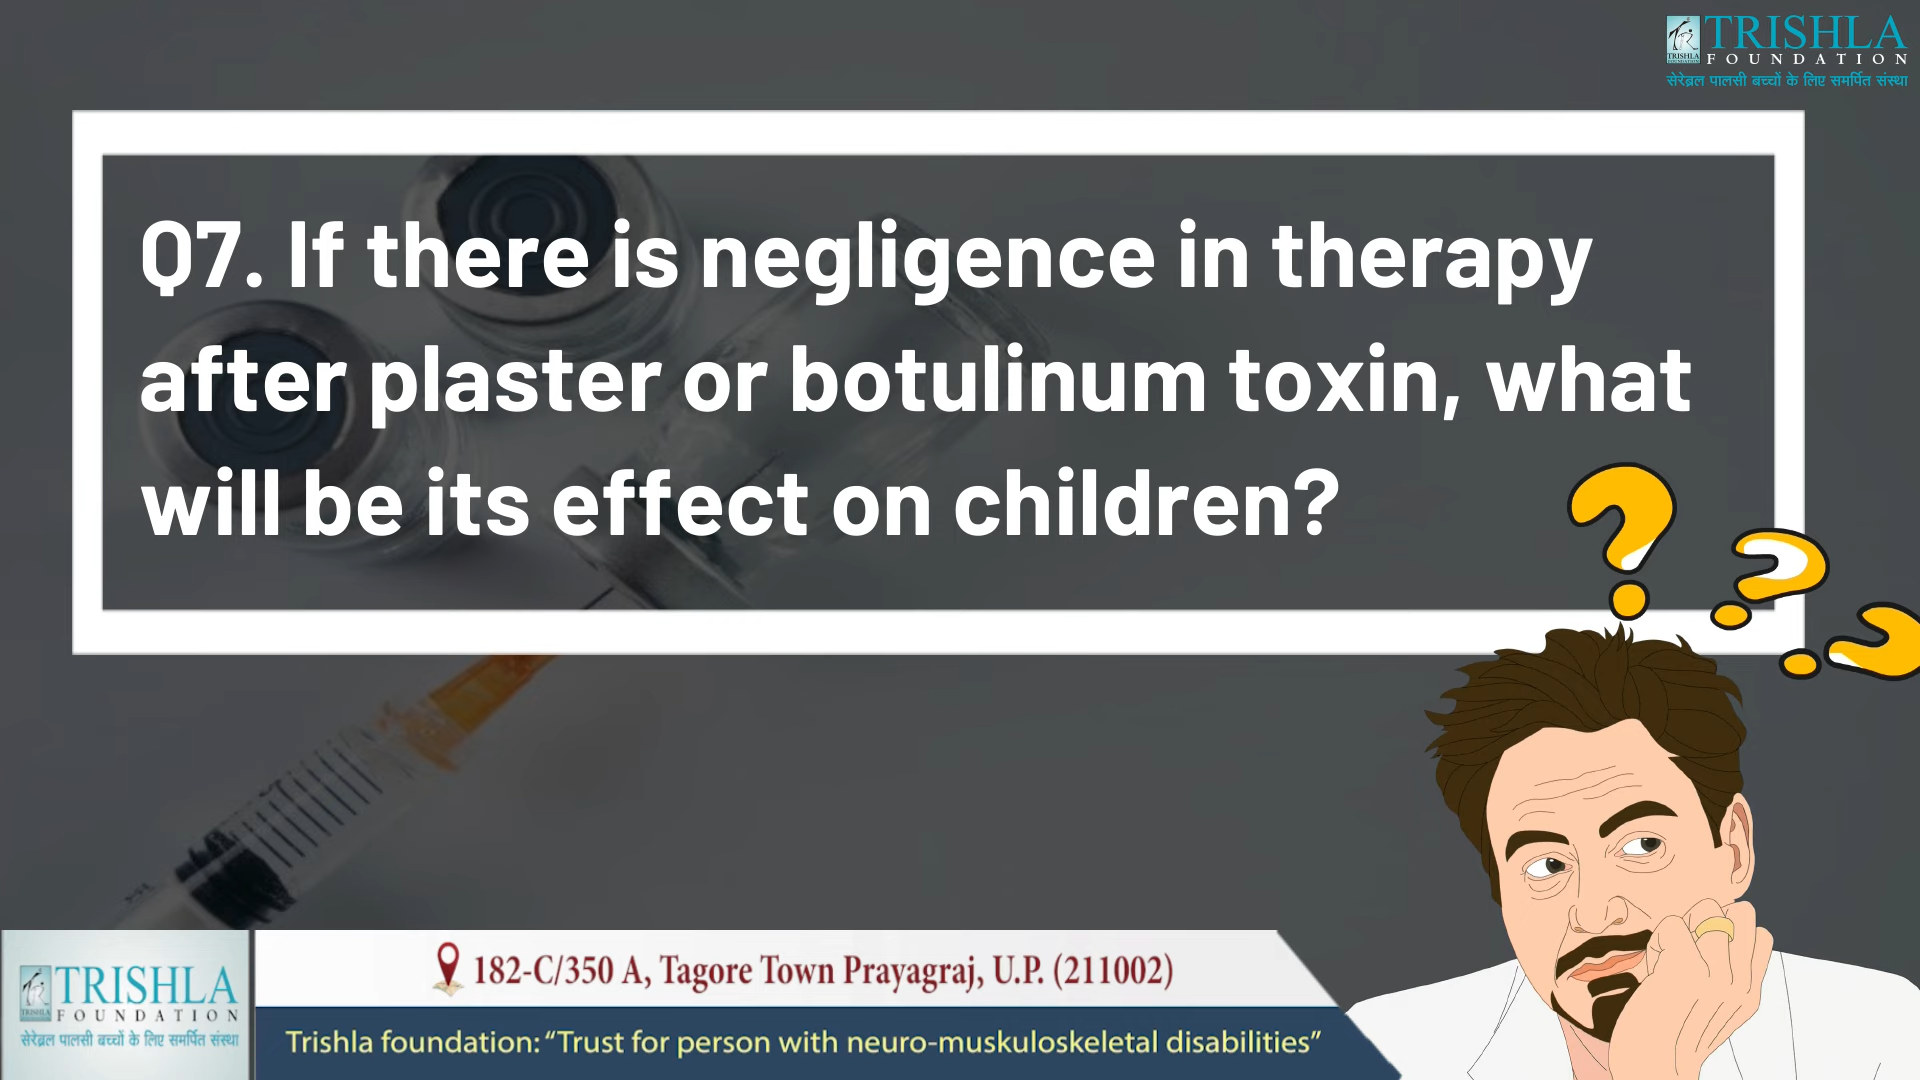 TRISHLA
FOUNDATION
सेरेब्रल पालसी बच्चों के लिए समर्पित संस्था
Q7. If there is negligence in therapy
after plaster or botulinum toxin, what
will be its effect on children?
182-C/350 A, Tagore Town Prayagraj, U.P. (211002)
TRISHLA
FOUNDATION
सेरेब्रल पालसी बच्चों के लिए समर्पित संस्था
Trishla foundation: “Trust for person with neuro-muskuloskeletal disabilities”